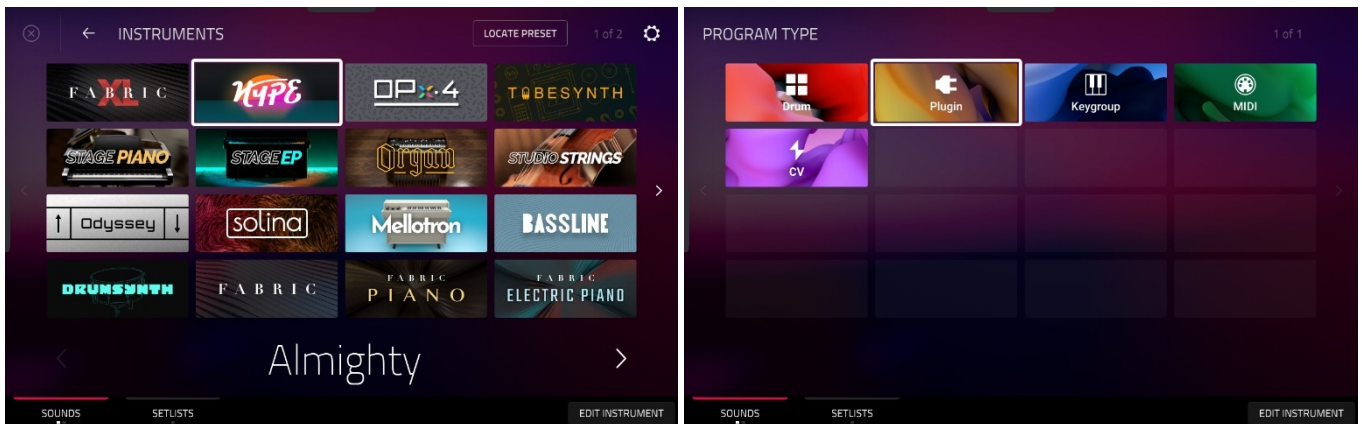 INSTRUMENTS
LOCATE PRESET
1 of 2
FABRIC XL
HYPE
OPx-4
TUBESYNTH
STAGE PIANO
STAGE EP
Organ
STUDIO STRINGS
Odyssey
solina
Mellotron
BASSLINE
DRUMSYNTH
FABRIC
FABRIC
PIANO
FABRIC
ELECTRIC PIANO
Almighty
SOUNDS
SETLISTS
EDIT INSTRUMENT
PROGRAM TYPE
1 of 1
Drum
Plugin
Keygroup
MIDI
CV
SOUNDS
SETLISTS
EDIT INSTRUMENT